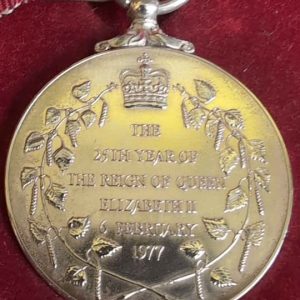 THE
25TH YEAR OF
THE REIGN OF QUEEN
ELIZABETH II
6 FEBRUARY
1977